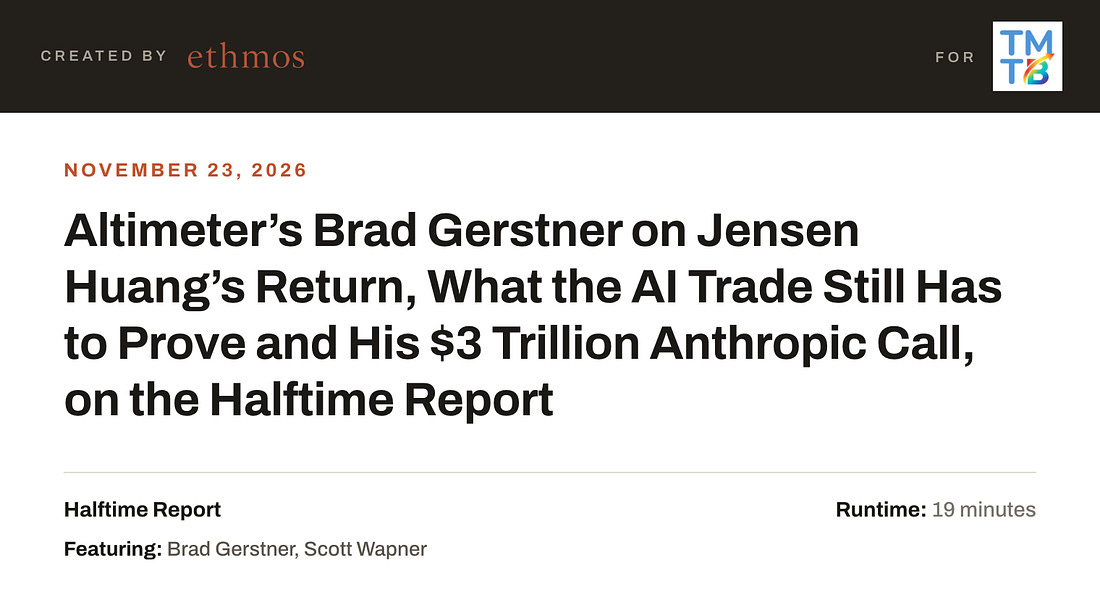 CREATED BY ethmos
FOR
TM
TB
NOVEMBER 23, 2026
Altimeter’s Brad Gerstner on Jensen
Huang’s Return, What the AI Trade Still Has
to Prove and His $3 Trillion Anthropic Call,
on the Halftime Report
Halftime Report
Runtime: 19 minutes
Featuring: Brad Gerstner, Scott Wapner